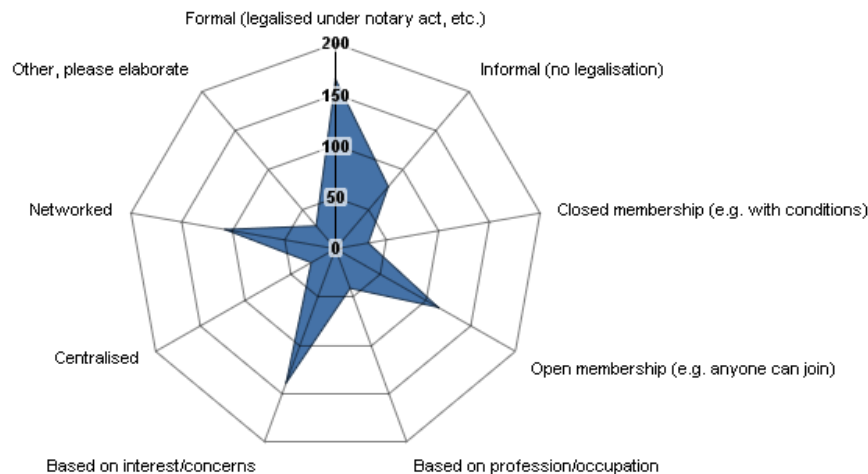 Formal (legalised under notary act, etc.)
200
Other, please elaborate
Informal (no legalisation)
150
100
Networked
50
Closed membership (e.g. with conditions)
0
Centralised
Open membership (e.g. anyone can join)
Based on interest/concerns
Based on profession/occupation